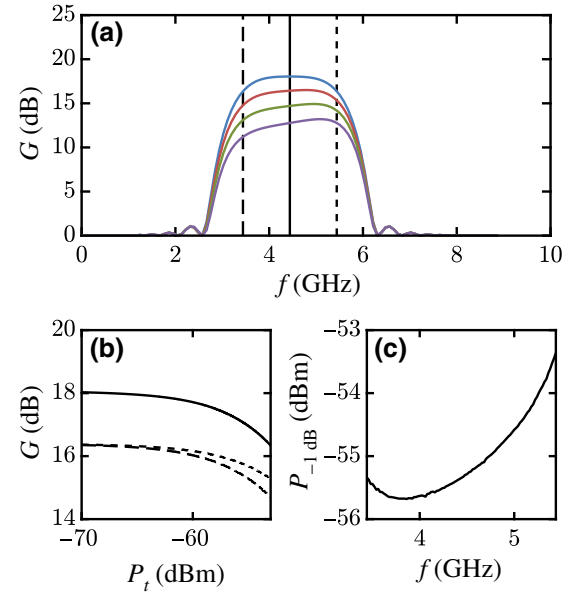 (a)
25
20
15
10
5
0
G (dB)
0 2 4 6 8 10
f (GHz)
(b)
20
18
16
14
G (dB)
−70 −60
P_t (dBm)
(c)
−53
−54
−55
−56
P_{−1 dB} (dBm)
4 5
f (GHz)